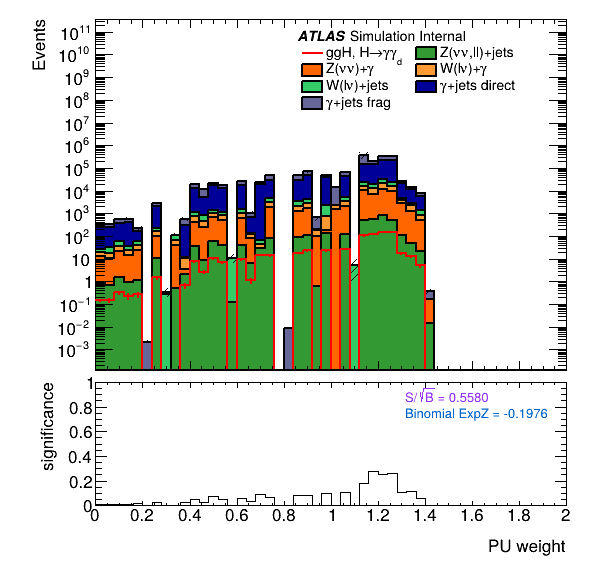 Events
10¹¹
10¹⁰
10⁹
10⁸
10⁷
10⁶
10⁵
10⁴
10³
10²
10
1
10⁻¹
10⁻²
10⁻³
ATLAS Simulation Internal
ggH, H→γγ_d
Z(νν,ll)+jets
Z(νν)+γ
W(lν)+γ
W(lν)+jets
γ+jets direct
γ+jets frag
significance
1
0.8
0.6
0.4
0.2
0
S/√B = 0.5580
Binomial ExpZ = -0.1976
0 0.2 0.4 0.6 0.8 1 1.2 1.4 1.6 1.8 2
PU weight